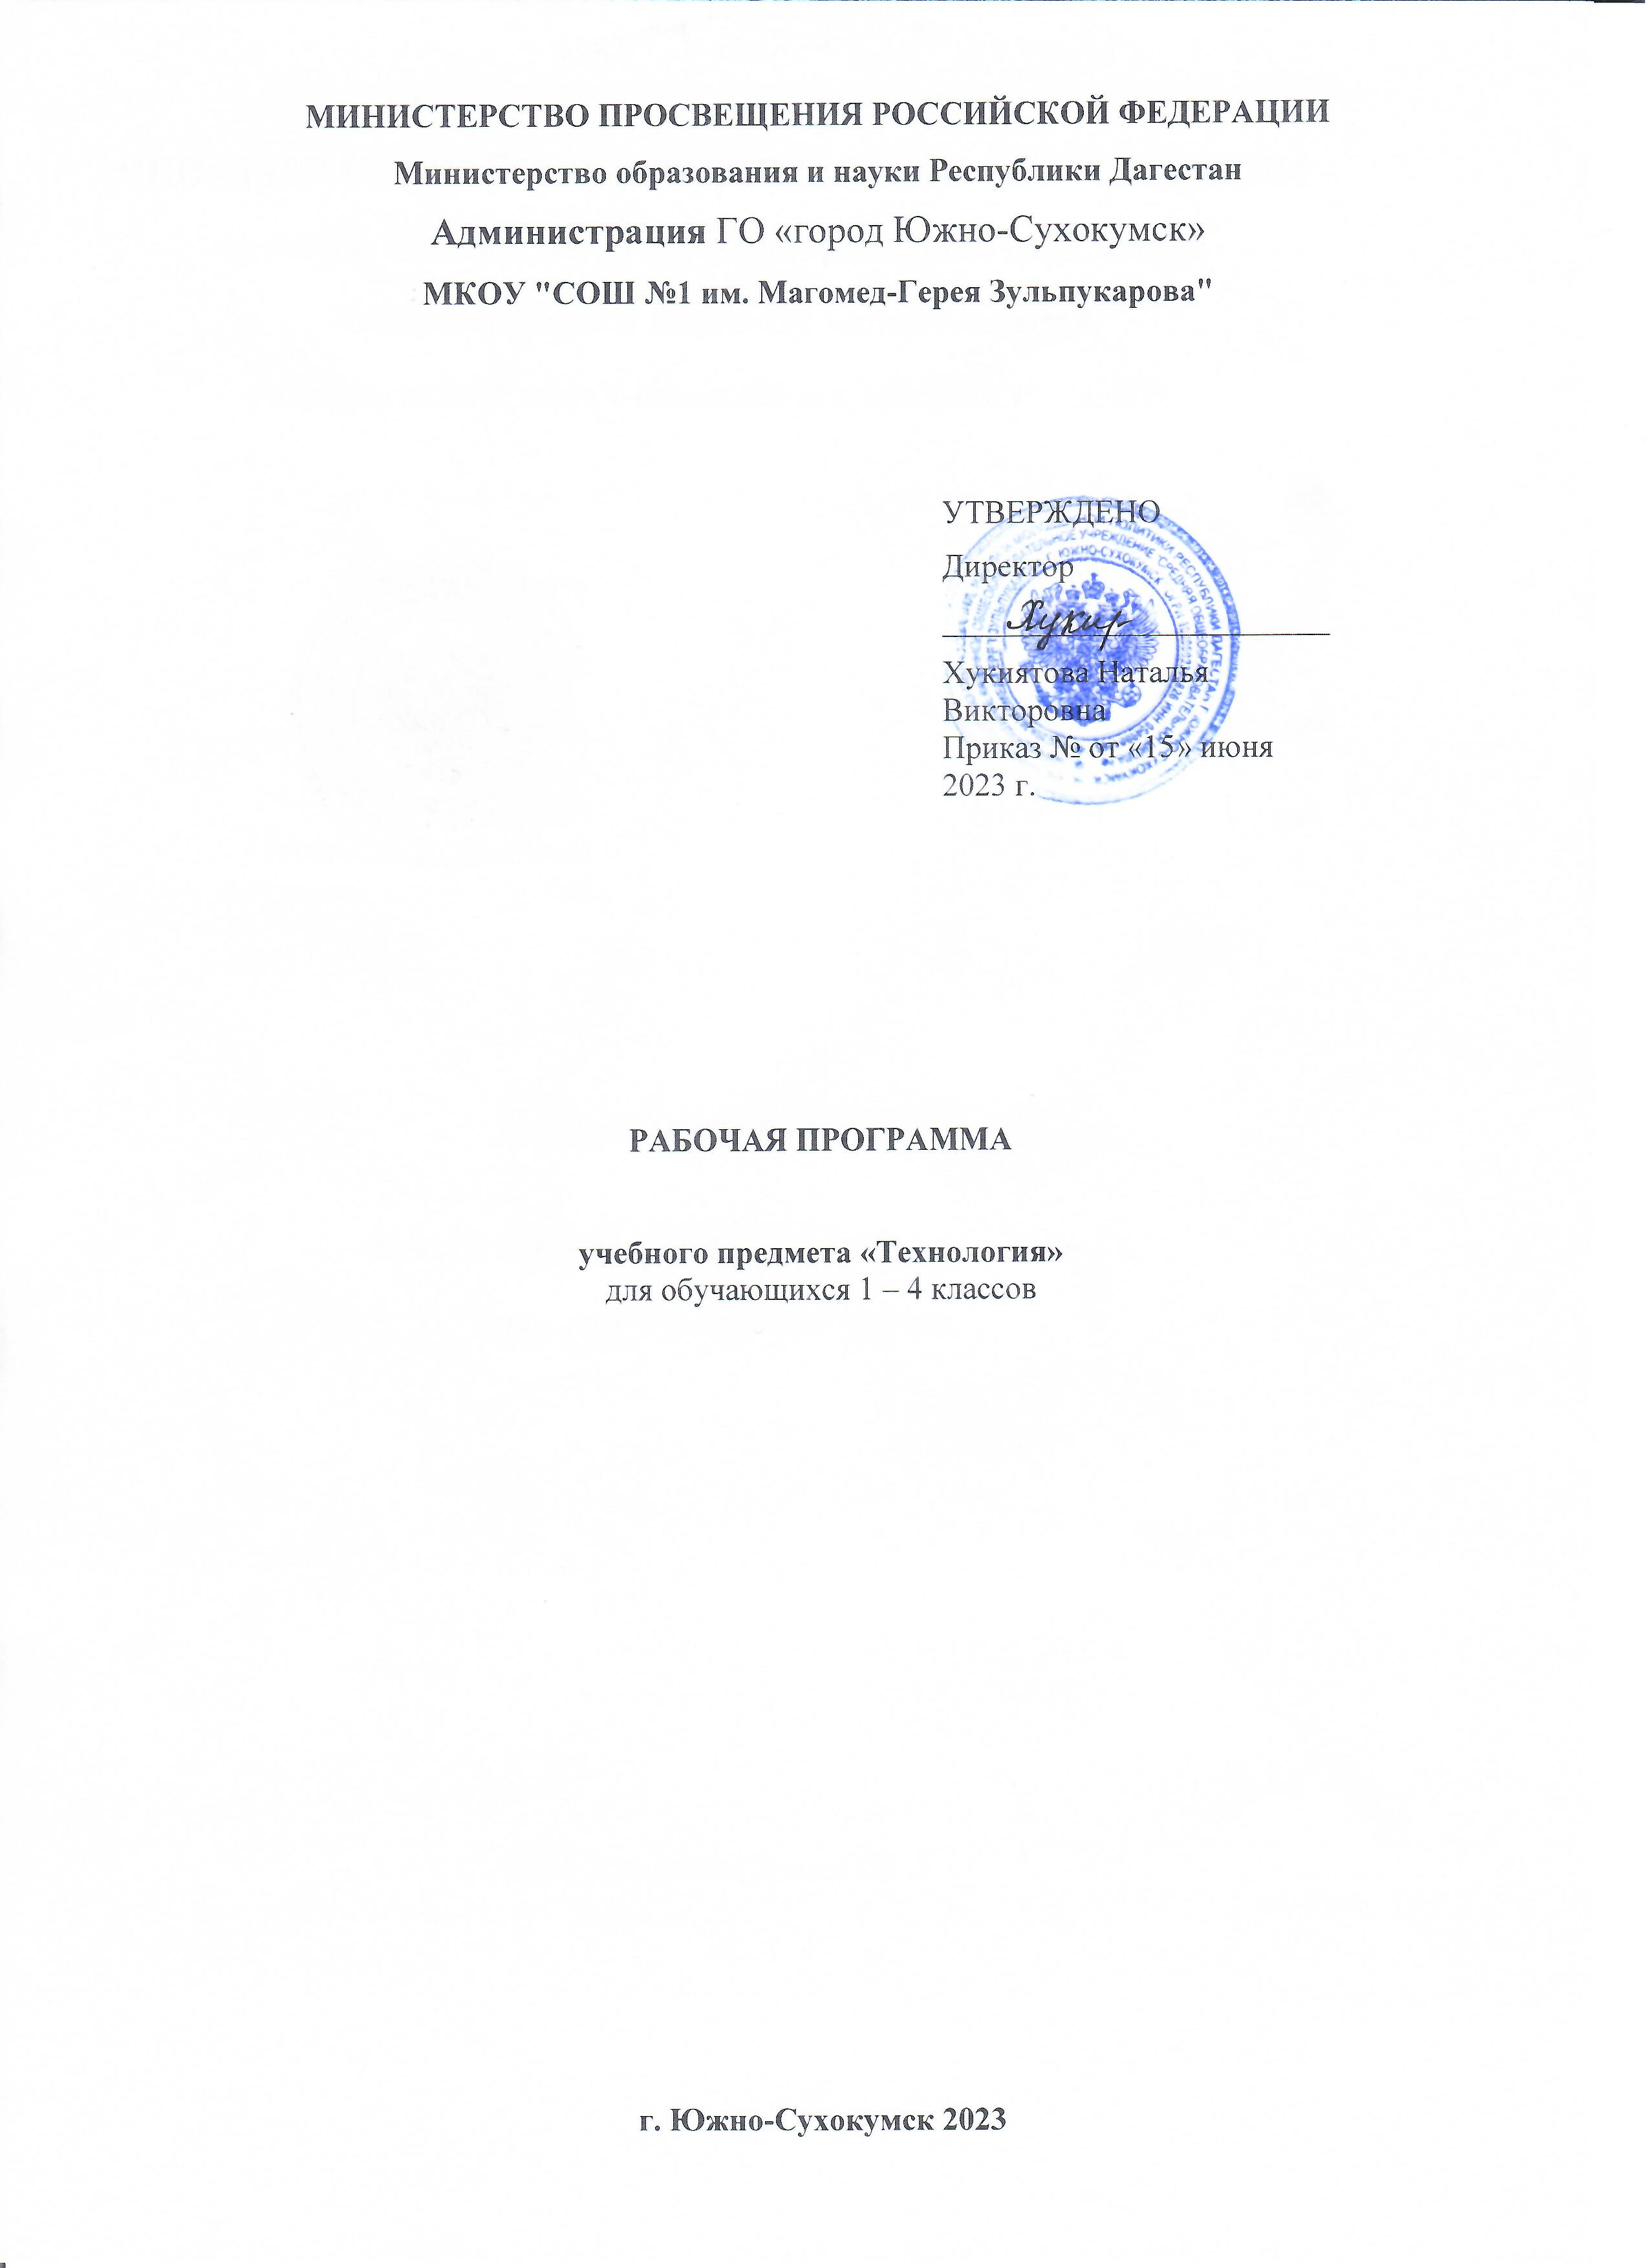 МИНИСТЕРСТВО ПРОСВЕЩЕНИЯ РОССИЙСКОЙ ФЕДЕРАЦИИ
Министерство образования и науки Республики Дагестан
Администрация ГО «город Южно-Сухокумск»
МКОУ "СОШ №1 им. Магомед-Герея Зульпукарова"
УТВЕРЖДЕНО
Директор
Хукиятова Наталья
Викторовна
Приказ № от «15» июня
2023 г.
РАБОЧАЯ ПРОГРАММА
учебного предмета «Технология»
для обучающихся 1 – 4 классов
г. Южно-Сухокумск 2023